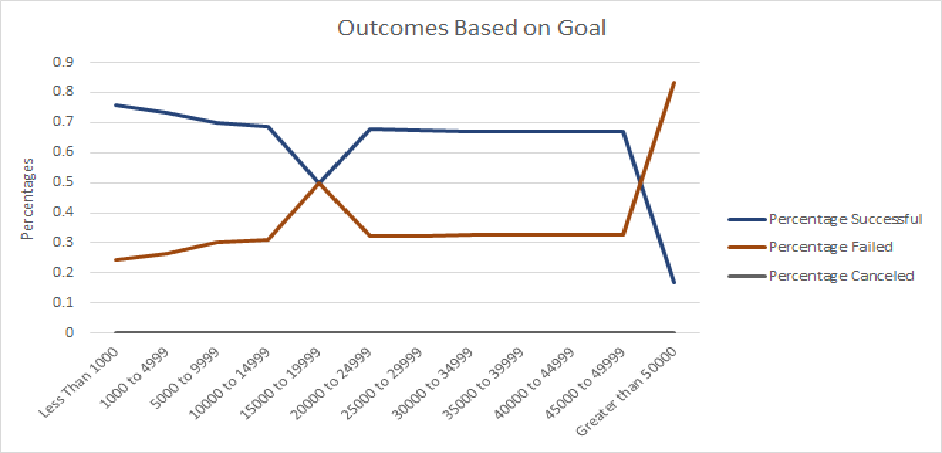 Outcomes Based on Goal
Percentages
0.9
0.8
0.7
0.6
0.5
0.4
0.3
0.2
0.1
0
Less Than 1000
1000 to 4999
5000 to 9999
10000 to 14999
15000 to 19999
20000 to 24999
25000 to 29999
30000 to 34999
35000 to 39999
40000 to 44999
45000 to 49999
Greater than 50000
Percentage Successful
Percentage Failed
Percentage Canceled